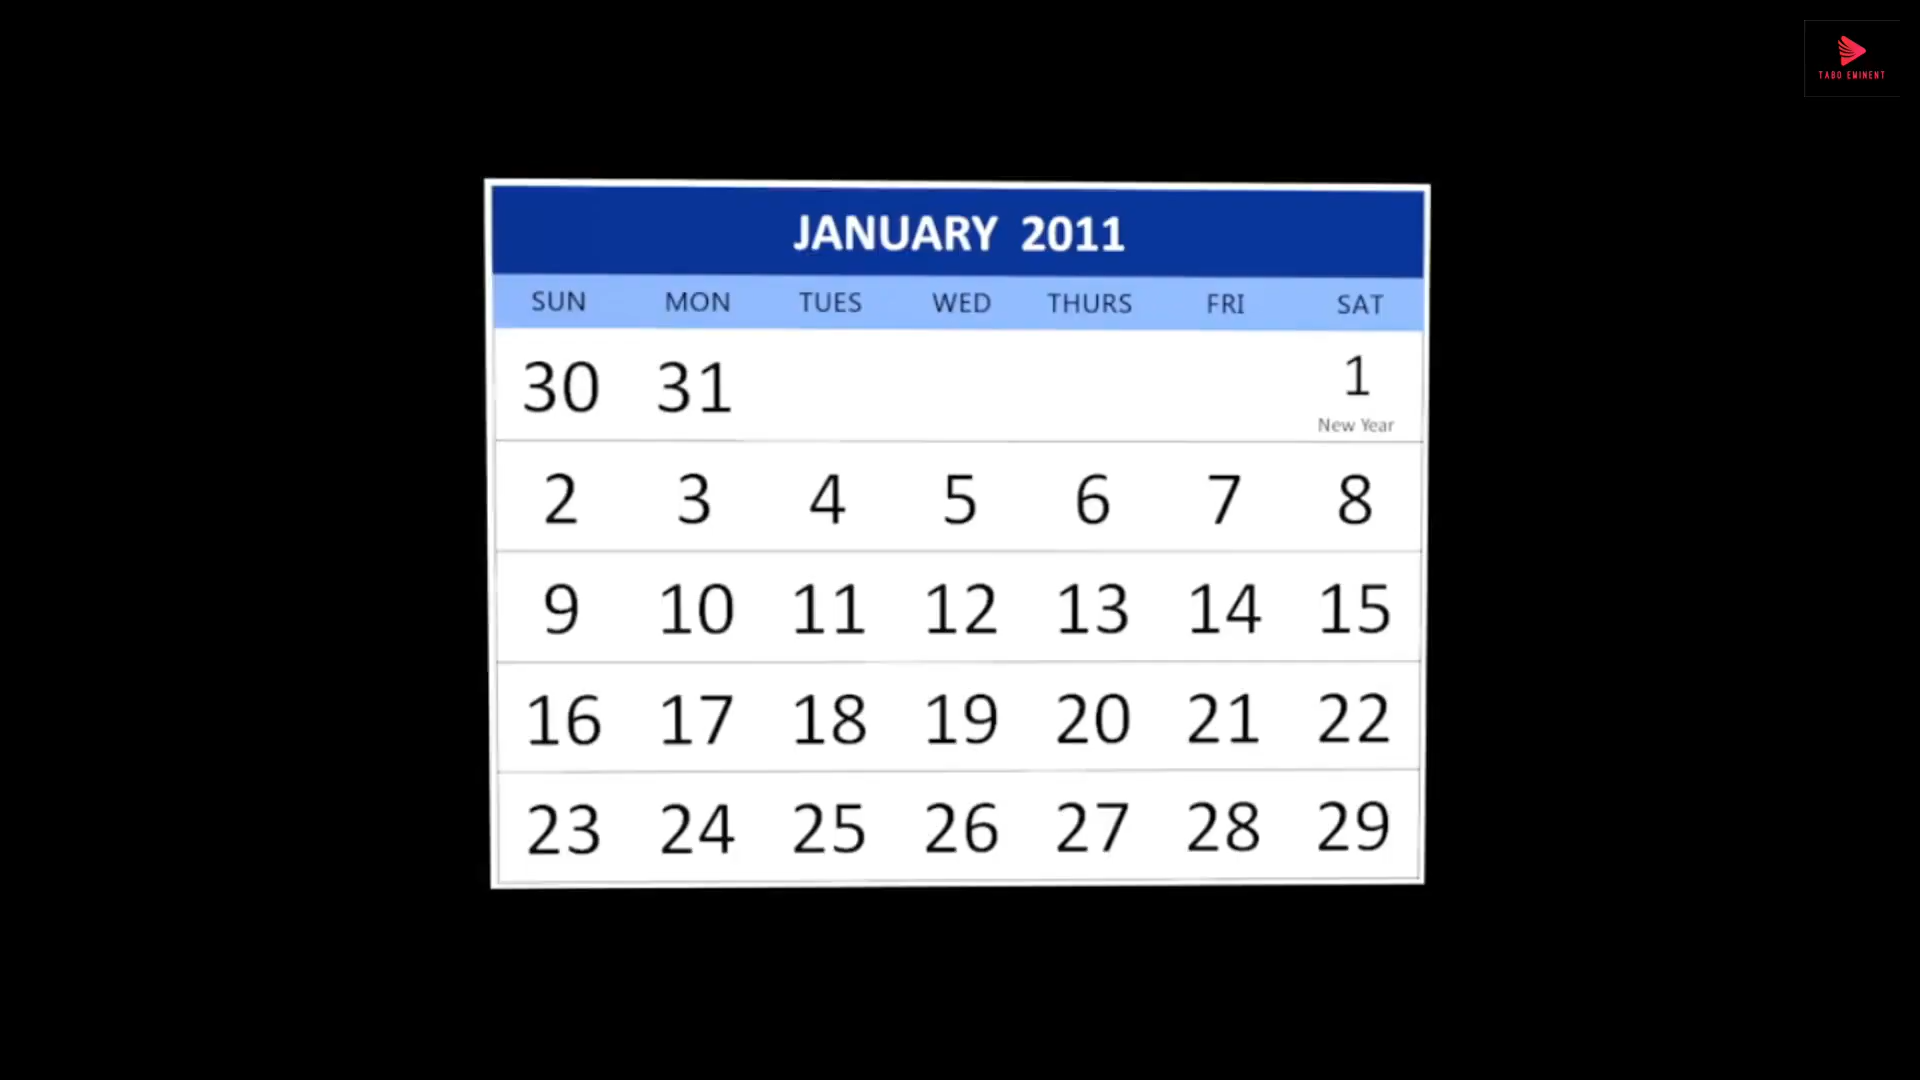 TABO EMINENT
JANUARY 2011
SUN MON TUES WED THURS FRI SAT
30 31 1
New Year
2 3 4 5 6 7 8
9 10 11 12 13 14 15
16 17 18 19 20 21 22
23 24 25 26 27 28 29